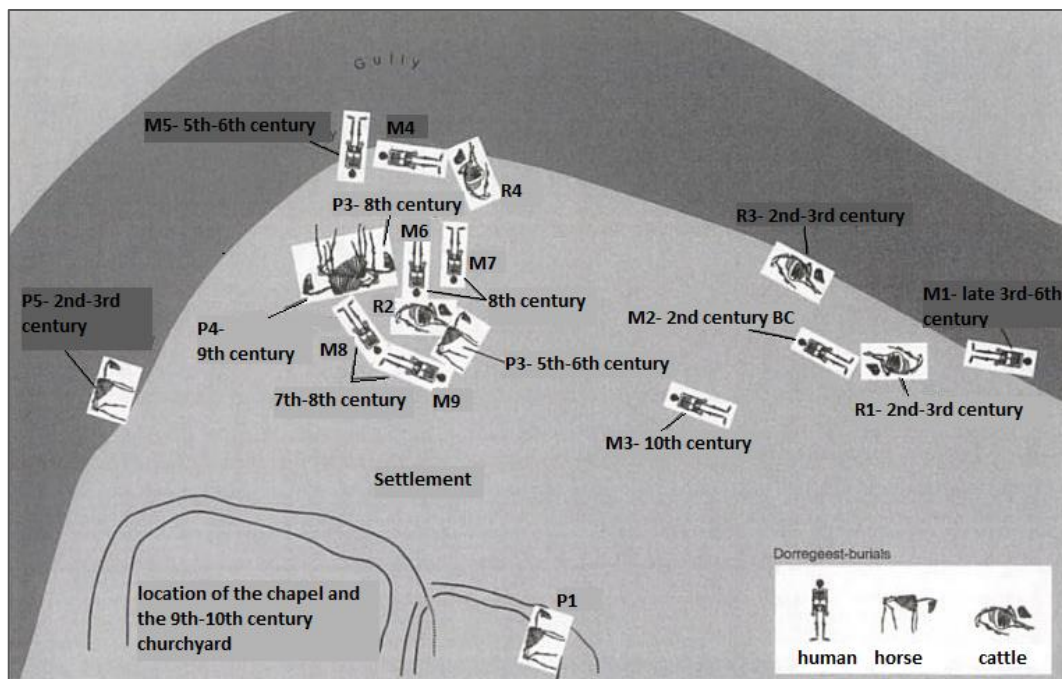 Gully
M5- 5th-6th century
M4
R4
P3- 8th century
M6
M7
8th century
R3- 2nd-3rd century
M1- late 3rd-6th
century
P5- 2nd-3rd
century
R2
M2- 2nd century BC
P4-
9th century
M8
P3- 5th-6th century
7th-8th century
M9
R1- 2nd-3rd century
M3- 10th century
Settlement
location of the chapel and
the 9th-10th century
churchyard
P1
Dorregeest-burials
human
horse
cattle